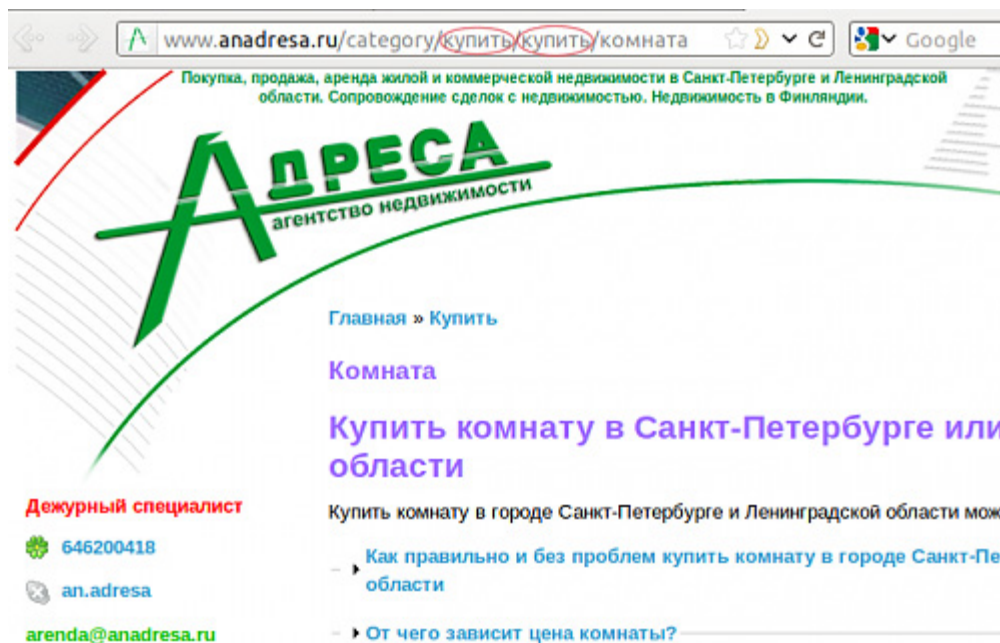 www.anadresa.ru/category/купить/купить/комната
Google
Покупка, продажа, аренда жилой и коммерческой недвижимости в Санкт-Петербурге и Ленинградской
области. Сопровождение сделок с недвижимостью. Недвижимость в Финляндии.
АДРЕСА
агентство недвижимости
Главная » Купить
Комната
Купить комнату в Санкт-Петербурге или
области
Дежурный специалист
Купить комнату в городе Санкт-Петербурге и Ленинградской области мож
646200418
Как правильно и без проблем купить комнату в городе Санкт-Пе
области
an.adresa
arenda@anadresa.ru
От чего зависит цена комнаты?